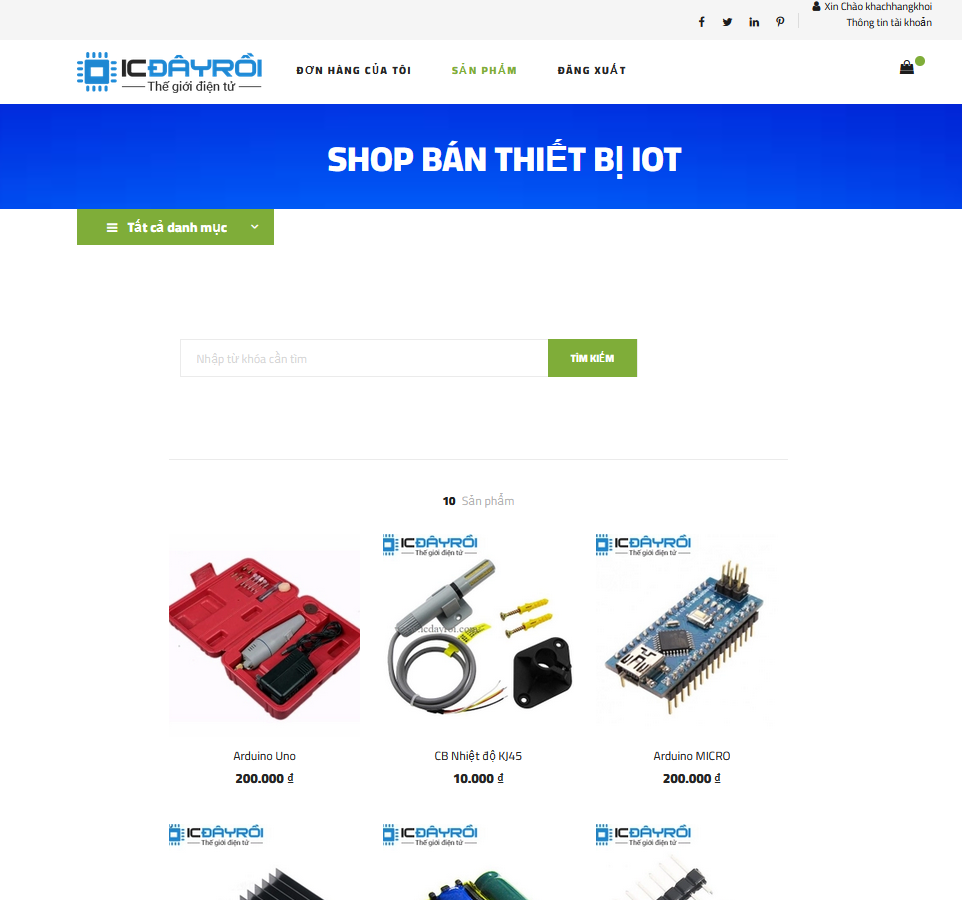 Xin Chào khachhangkhoi
Thông tin tài khoản
ICĐÂYRỒI
Thế giới điện tử
ĐƠN HÀNG CỦA TÔI
SẢN PHẨM
ĐĂNG XUẤT
SHOP BÁN THIẾT BỊ IOT
Tất cả danh mục
Nhập từ khóa cần tìm
TÌM KIẾM
10 Sản phẩm
ICĐÂYRỒI
Thế giới điện tử
ICĐÂYRỒI
Thế giới điện tử
icdayroi.com
Arduino Uno
CB Nhiệt độ KJ45
Arduino MICRO
200.000 ₫
10.000 ₫
200.000 ₫
ICĐÂYRỒI
Thế giới điện tử
ICĐÂYRỒI
Thế giới điện tử
ICĐÂYRỒI
Thế giới điện tử